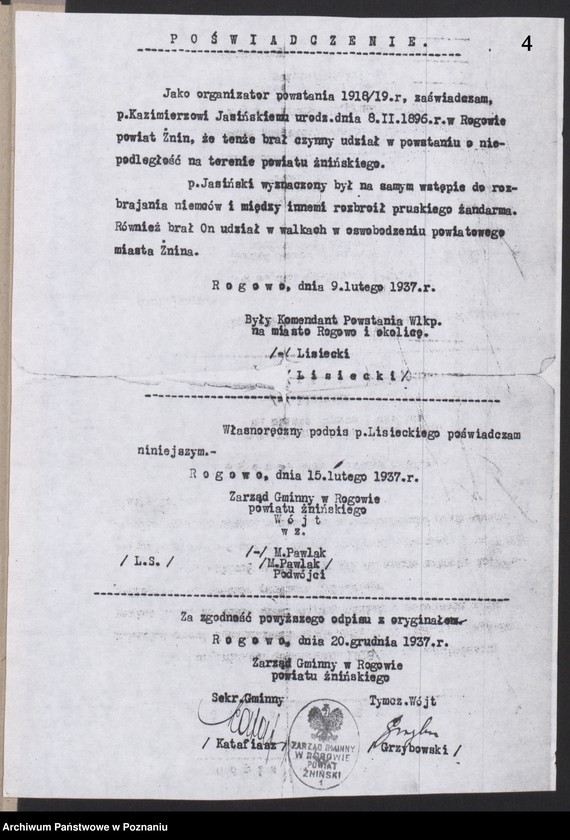 4
P O Ś W I A D C Z E N I E .
Jako organizator powstania 1918/19.r, zaświadczam,
p.Kazimierzowi Jasińskiemu urodz.dnia 8.II.1896.r.w Rogowie
powiat Żnin, że tenże brał czynny udział w powstaniu o nie-
podległość na terenie powiatu żnińskiego.
p.Jasiński wyznaczony był na samym wstępie do roz-
brajania niemców i między innemi rozbroił pruskiego żandarma.
Również brał On udział w walkach w oswobodzeniu powiatowego
miasta Żnina.
R o g o w o, dnia 9.lutego 1937.r.
Były Komendant Powstania Wlkp.
na miasto Rogowo i okolicę.
/-/ Lisiecki
/ L i s i e c k i /
Własnoręczny podpis p.Lisieckiego poświadczam
niniejszym.-
R o g o w o, dnia 15.lutego 1937.r.
Zarząd Gminny w Rogowie
powiatu żnińskiego
W ó j t
w z.
/-/ M.Pawlak
/ L.S. / /M.Pawlak /
Podwójci
Za zgodność powyższego odpisu z oryginałem
R o g o w o, dnia 20.grudnia 1937.r.
Zarząd Gminny w Rogowie
powiatu żnińskiego
Sekr.Gminny Tymcz.Wójt
/ Katafiasz / / Grzybowski /
ZARZĄD GMINNY
W ROGOWIE
POWIAT
ŻNIŃSKI
1
Archiwum Państwowe w Poznaniu